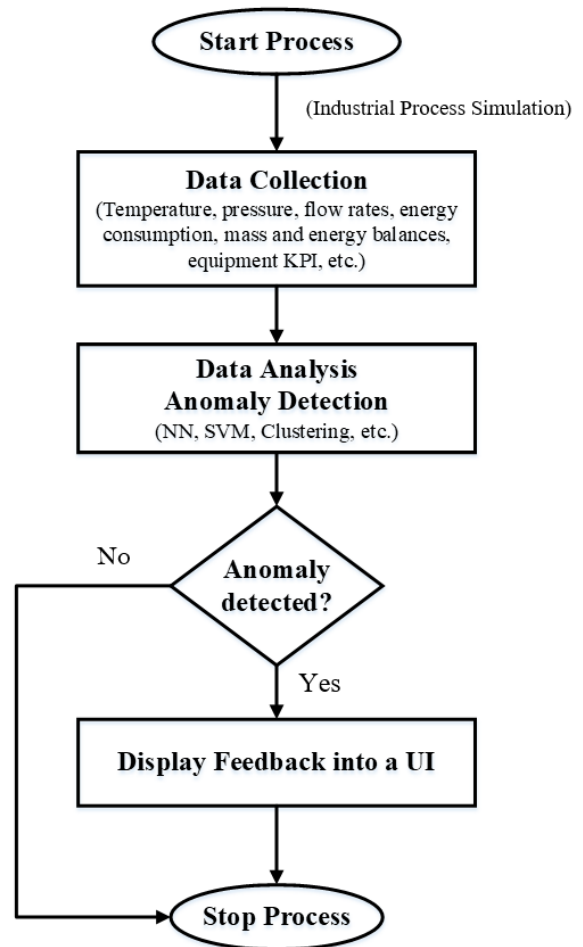 Start Process
(Industrial Process Simulation)
Data Collection
(Temperature, pressure, flow rates, energy
consumption, mass and energy balances,
equipment KPI, etc.)
Data Analysis
Anomaly Detection
(NN, SVM, Clustering, etc.)
No
Anomaly
detected?
Yes
Display Feedback into a UI
Stop Process